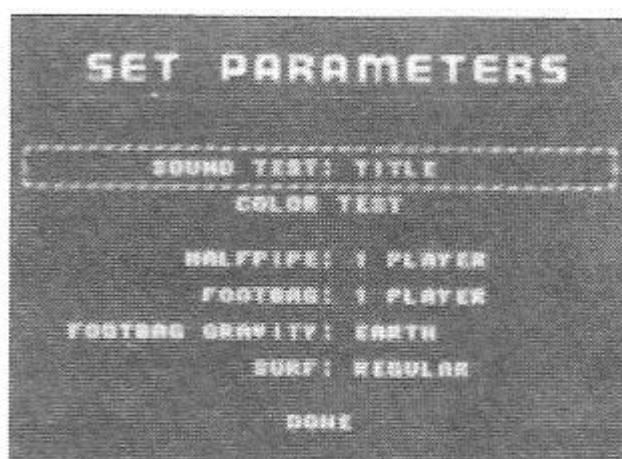 SET PARAMETERS
SOUND TEST: TITLE
COLOR TEST
HALFPIPE: 1 PLAYER
FOOTBAG: 1 PLAYER
FOOTBAG GRAVITY: EARTH
SURF: REGULAR
DONE